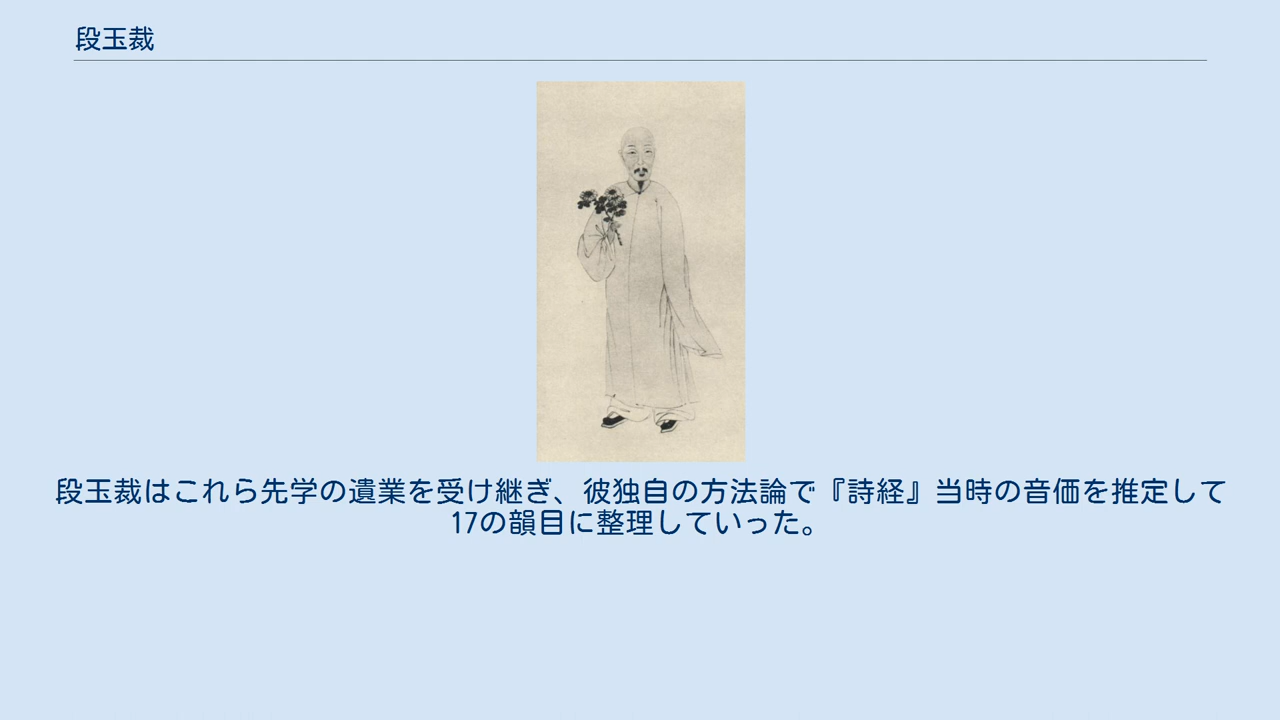 段玉裁
段玉裁はこれら先学の遺業を受け継ぎ、彼独自の方法論で『詩経』当時の音価を推定して
17の韻目に整理していった。